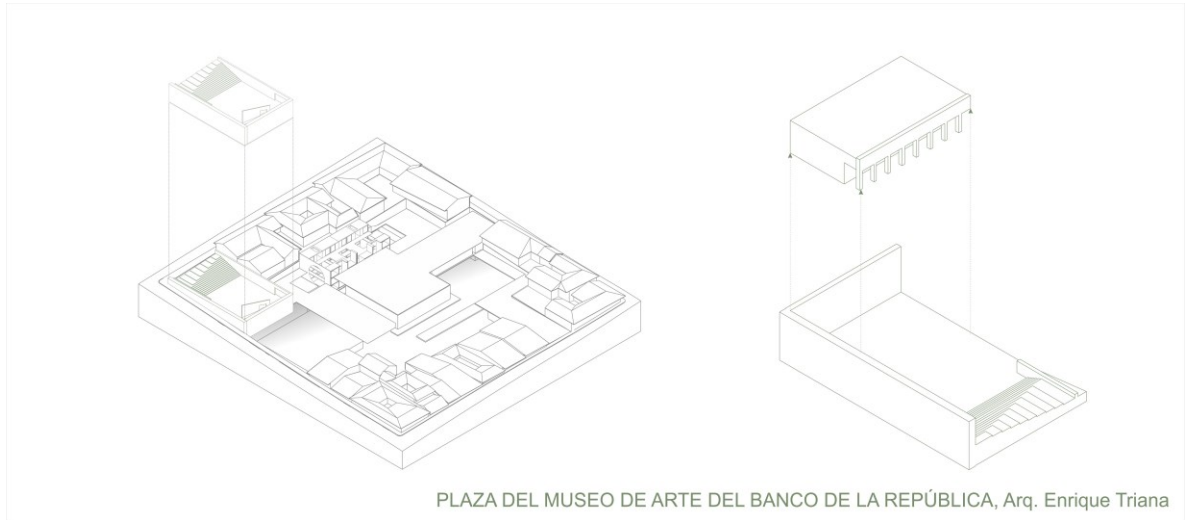 PLAZA DEL MUSEO DE ARTE DEL BANCO DE LA REPÚBLICA, Arq. Enrique Triana